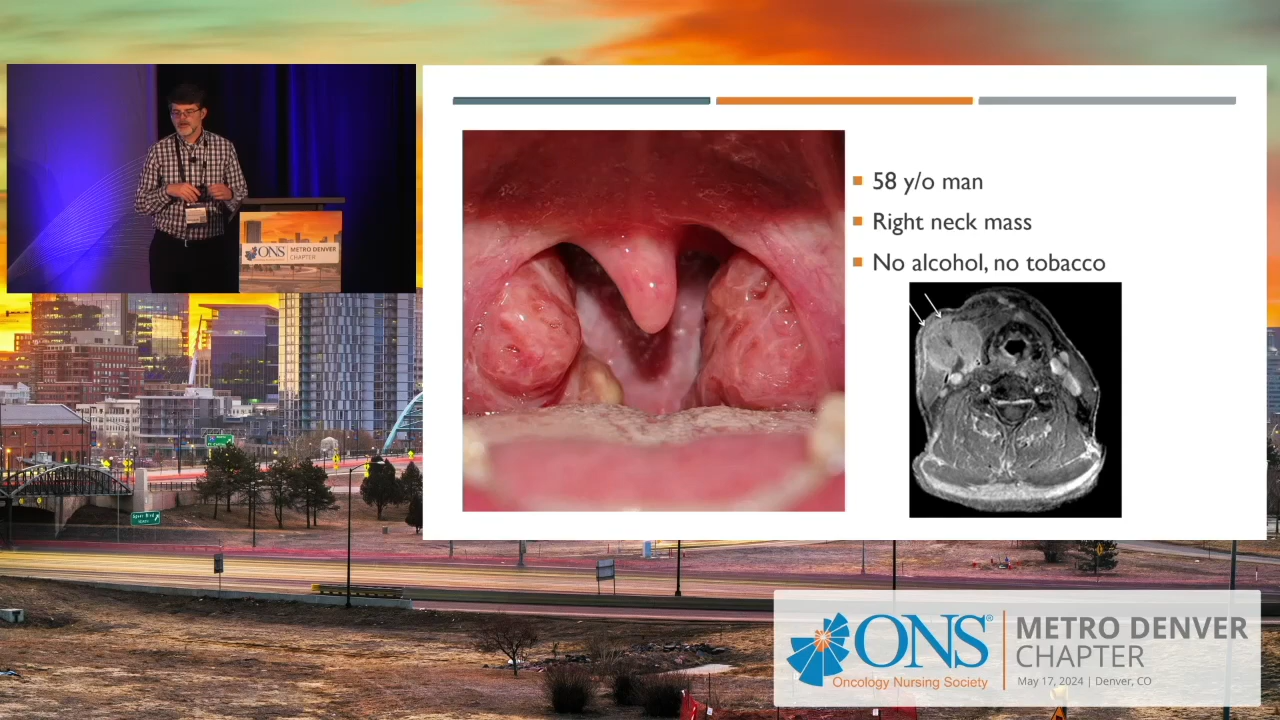 58 y/o man
Right neck mass
No alcohol, no tobacco
ONS METRO DENVER
CHAPTER
ONS®
Oncology Nursing Society
METRO DENVER
CHAPTER
May 17, 2024 | Denver, CO